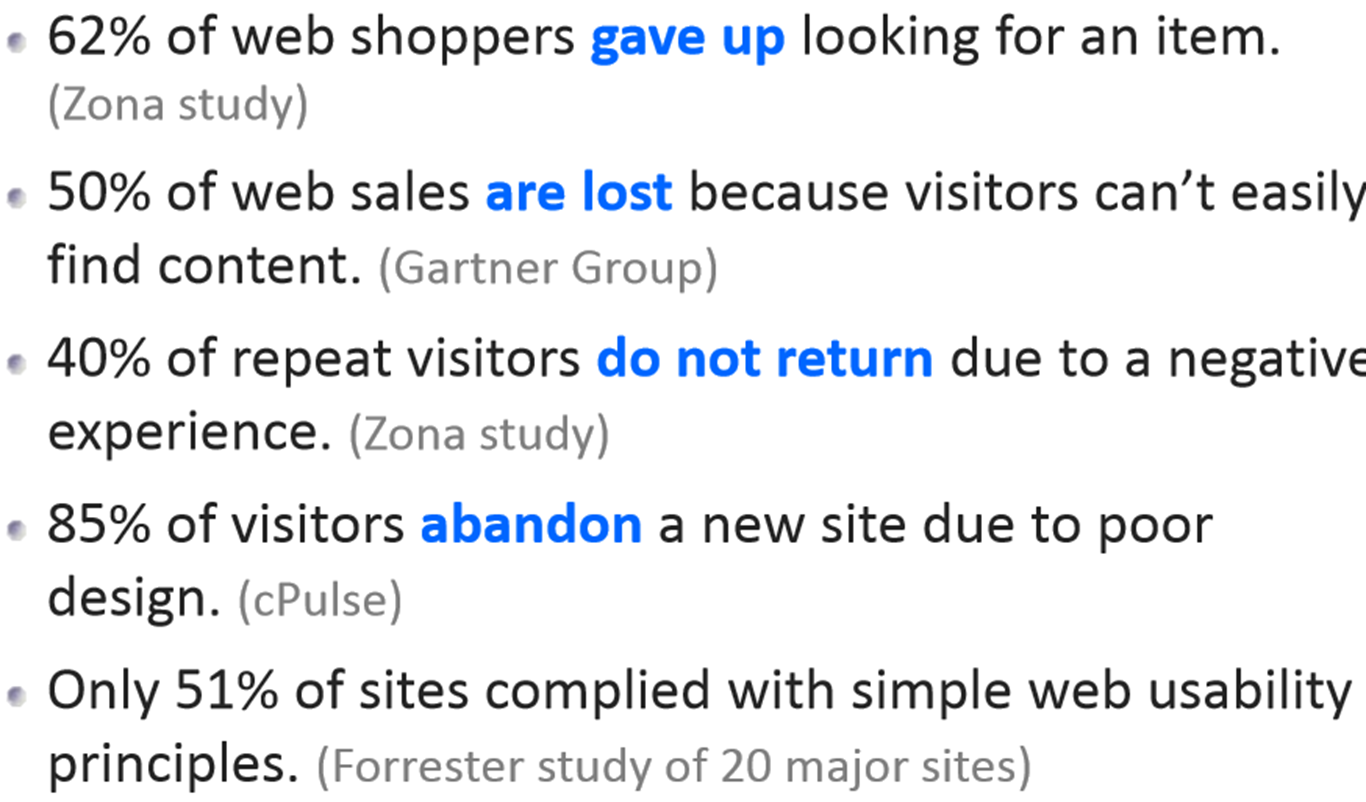 62% of web shoppers gave up looking for an item.
(Zona study)
50% of web sales are lost because visitors can’t easily
find content. (Gartner Group)
40% of repeat visitors do not return due to a negative
experience. (Zona study)
85% of visitors abandon a new site due to poor
design. (cPulse)
Only 51% of sites complied with simple web usability
principles. (Forrester study of 20 major sites)